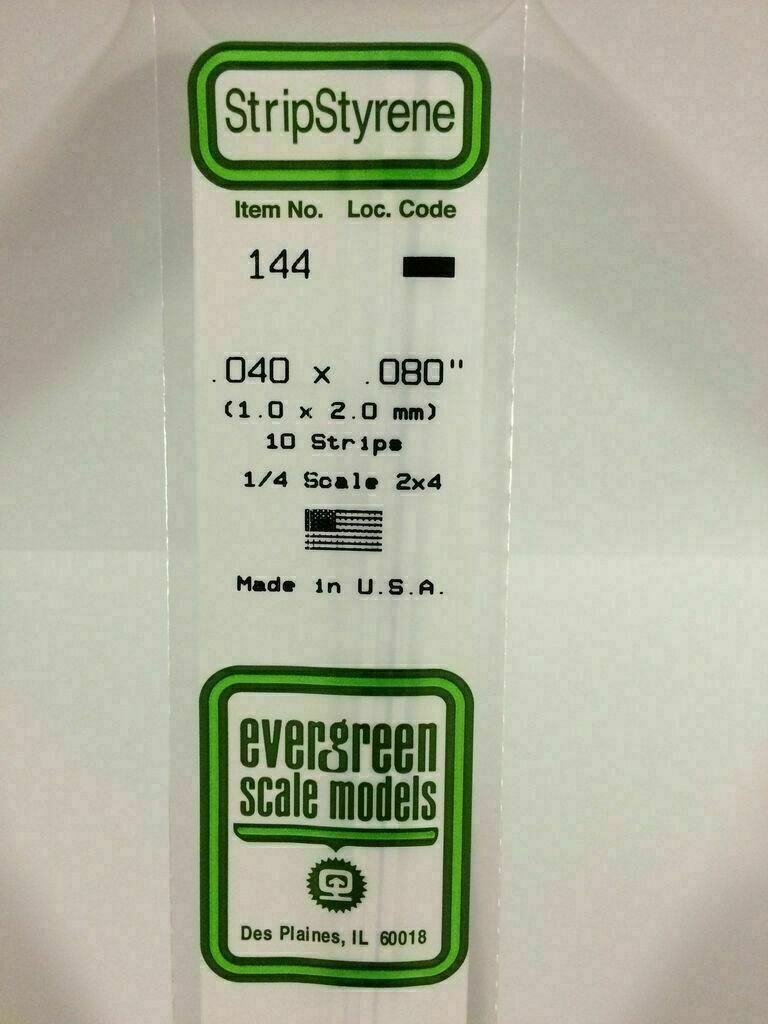 StripStyrene
Item No. Loc. Code
144
.040 x .080"
(1.0 x 2.0 mm)
10 Strips
1/4 Scale 2x4
Made in U.S.A.
evergreen
scale models
Des Plaines, IL 60018